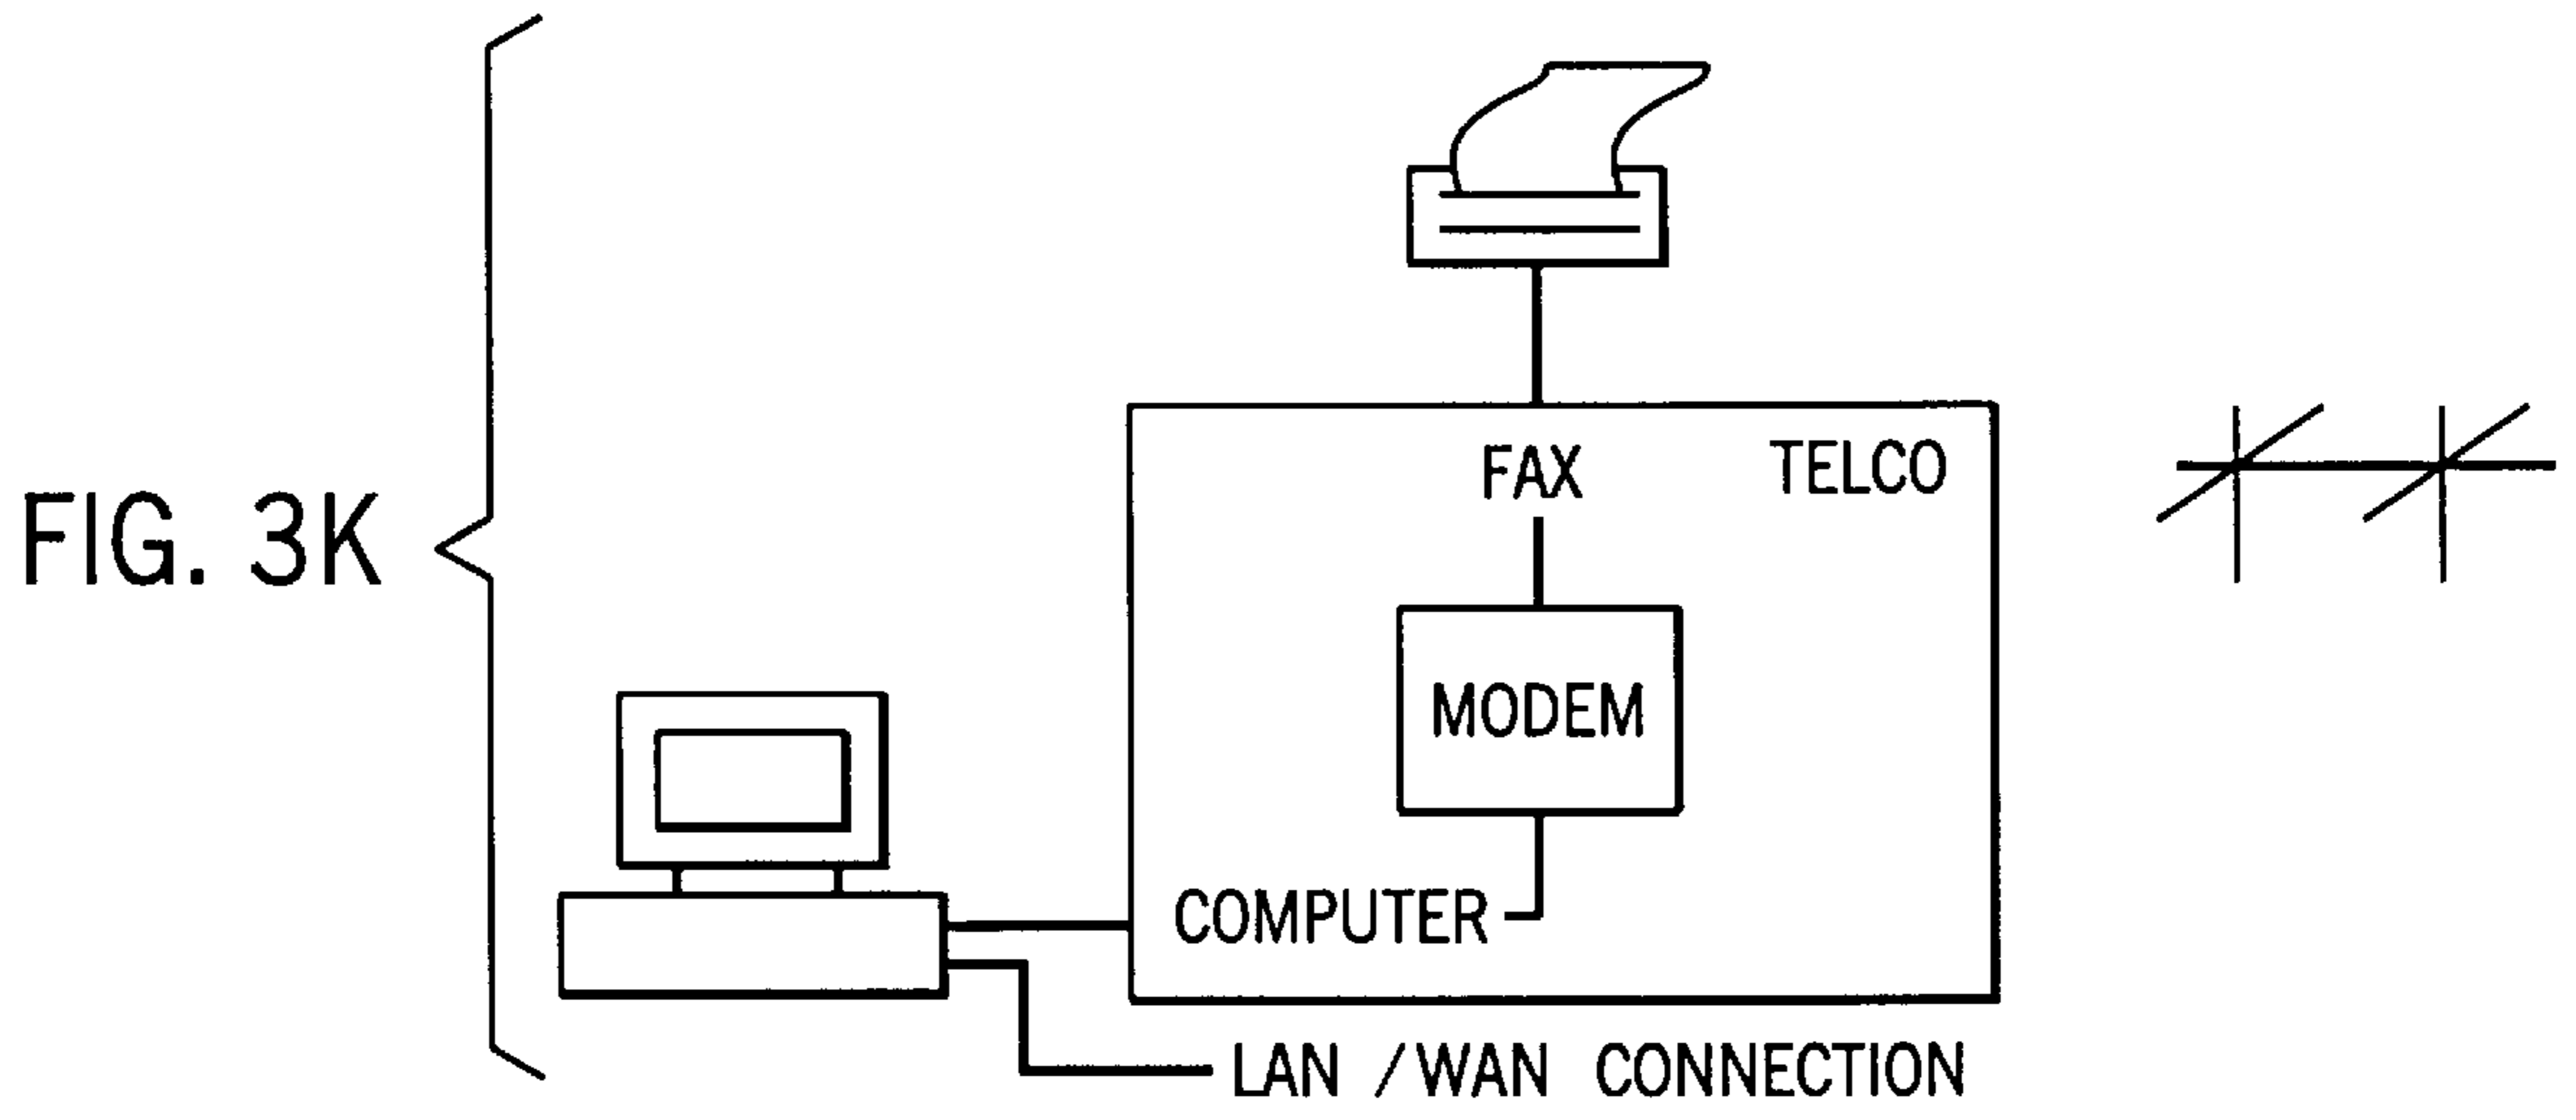 FIG. 3K
FAX
TELCO
MODEM
COMPUTER
LAN /WAN CONNECTION